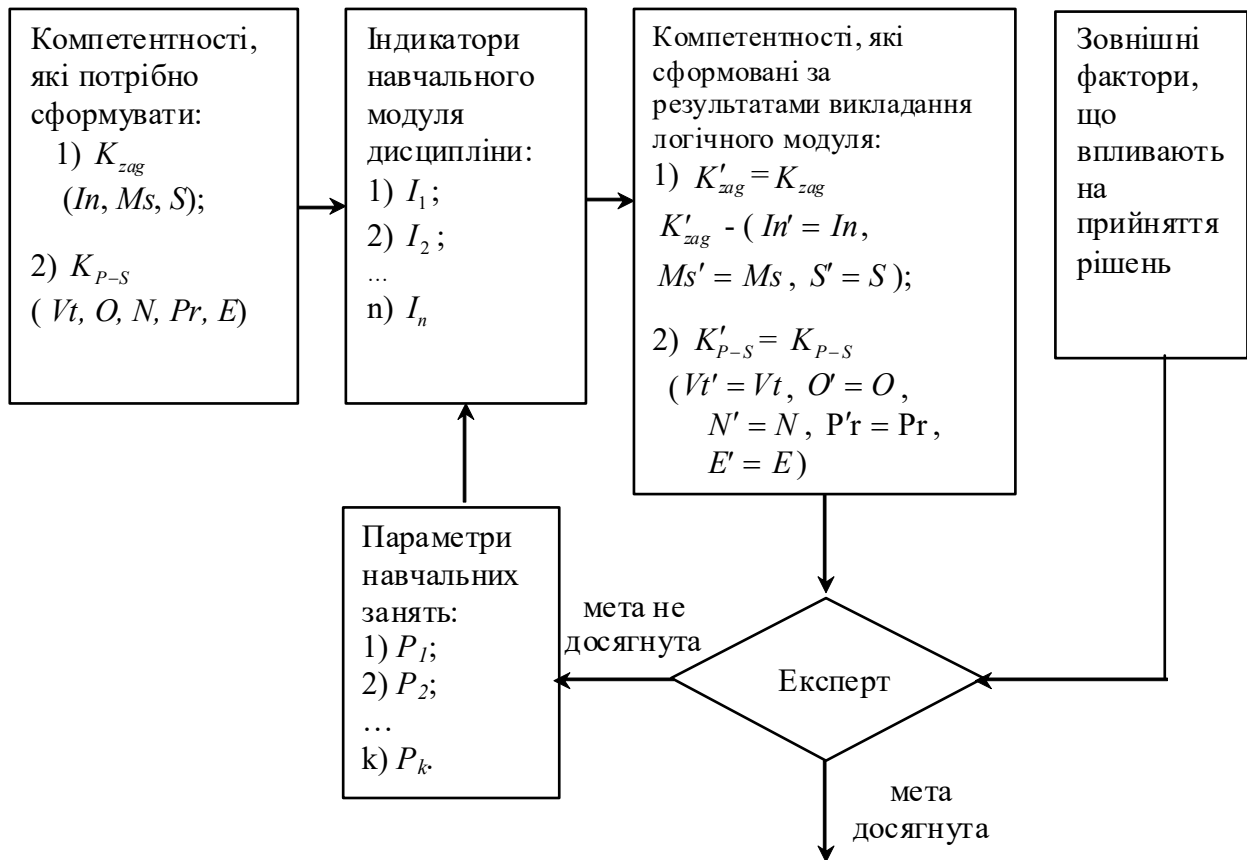 Компетентності,
які потрібно
сформувати:
1) K_zag
(In, Ms, S);
2) K_P–S
( Vt, O, N, Pr, E)
Індикатори
навчального
модуля
дисципліни:
1) I_1 ;
2) I_2 ;
...
n) I_n
Компетентності, які
сформовані за
результатами викладання
логічного модуля:
1) K′_zag = K_zag
K′_zag - ( In′ = In,
Ms′ = Ms , S′ = S );
2) K′_P–S = K_P–S
(Vt′ = Vt , O′ = O ,
N′ = N , P′r = Pr ,
E′ = E )
Зовнішні
фактори,
що
впливають
на
прийняття
рішень
Параметри
навчальних
занять:
1) P_1;
2) P_2;
…
k) P_k.
мета не
досягнута
Експерт
мета
досягнута